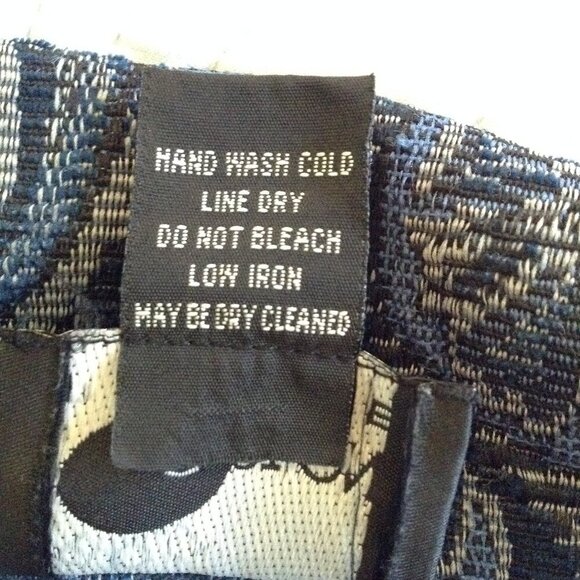 HAND WASH COLD
LINE DRY
DO NOT BLEACH
LOW IRON
MAY BE DRY CLEANED